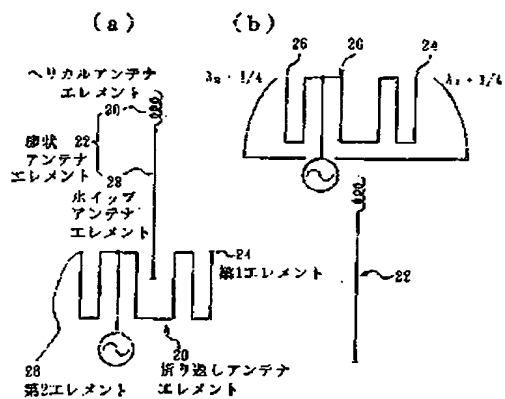 (a)
(b)
ヘリカルアンテナ
エレメント
30
棒状 22
アンテナ
エレメント
28
ホイップ
アンテナ
エレメント
24
第1エレメント
20
折り返しアンテナ
エレメント
第2エレメント
26
20
24
λ₂・1/4
λ₁・1/4
22